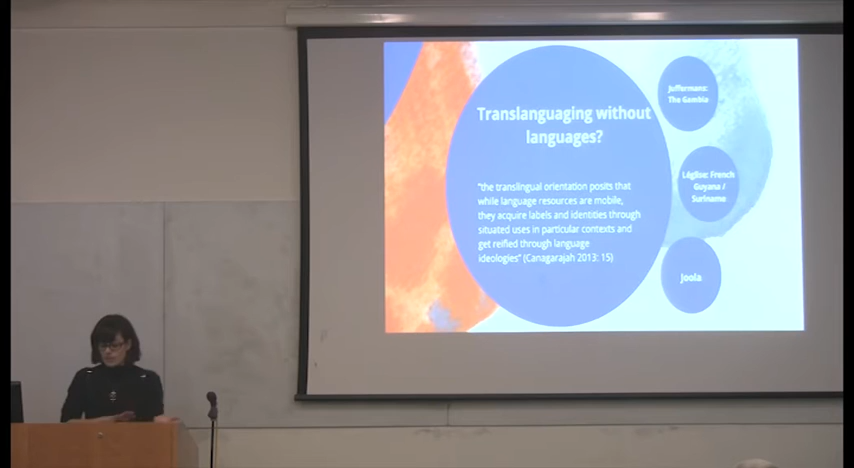 Translanguaging without
languages?
"the translingual orientation posits that
while language resources are mobile,
they acquire labels and identities through
situated uses in particular contexts and
get reified through language
ideologies" (Canagarajah 2013: 15)
Juffermans:
The Gambia
Léglise: French
Guyana /
Suriname
Joola